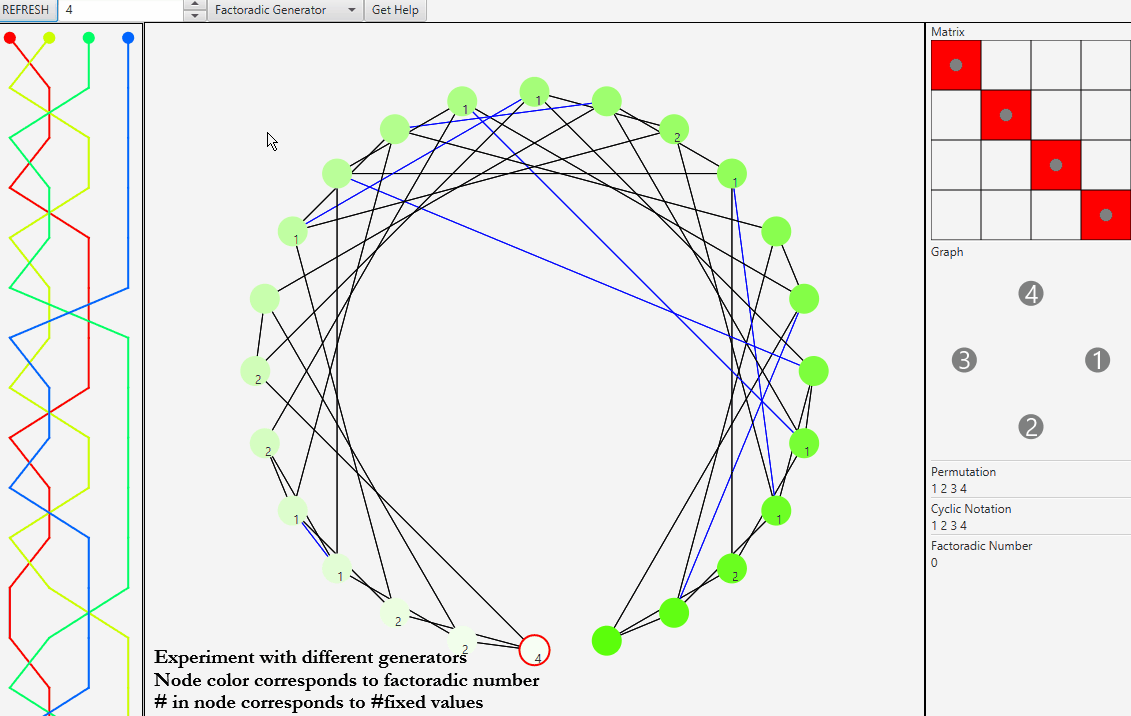 REFRESH 4 Factoradic Generator Get Help
Matrix
1 1 2 1
1
Graph
4
3 1
2
2
2 1
1 1
1 2
2
2 4
Permutation
1 2 3 4
Cyclic Notation
1 2 3 4
Factoradic Number
0
Experiment with different generators
Node color corresponds to factoradic number
# in node corresponds to #fixed values